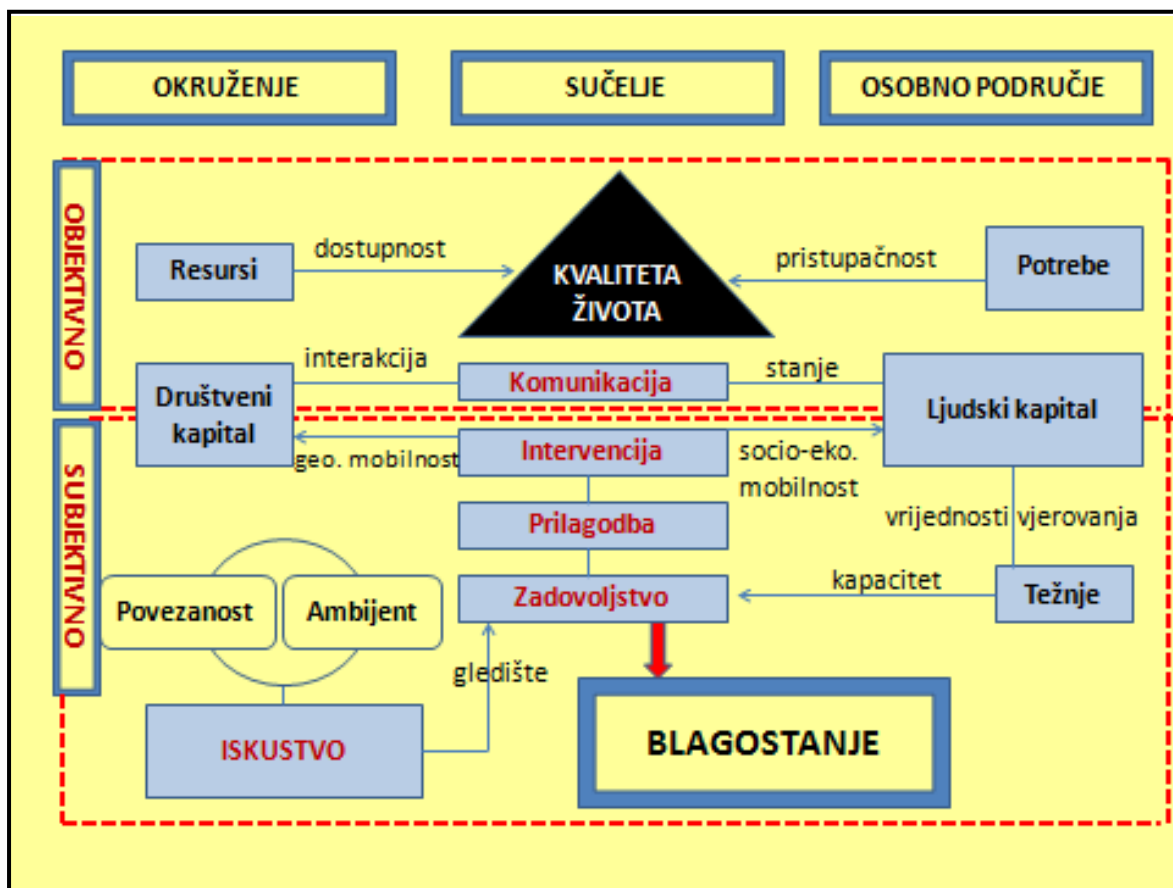 OKRUŽENJE
SUČELJE
OSOBNO PODRUČJE
OBJEKTIVNO
Resursi
dostupnost
KVALITETA
ŽIVOTA
pristupačnost
Potrebe
Društveni
kapital
interakcija
Komunikacija
stanje
Ljudski kapital
SUBJEKTIVNO
geo. mobilnost
Intervencija
socio-eko.
mobilnost
Prilagodba
vrijednosti vjerovanja
Povezanost
Ambijent
Zadovoljstvo
kapacitet
Težnje
gledište
ISKUSTVO
BLAGOSTANJE